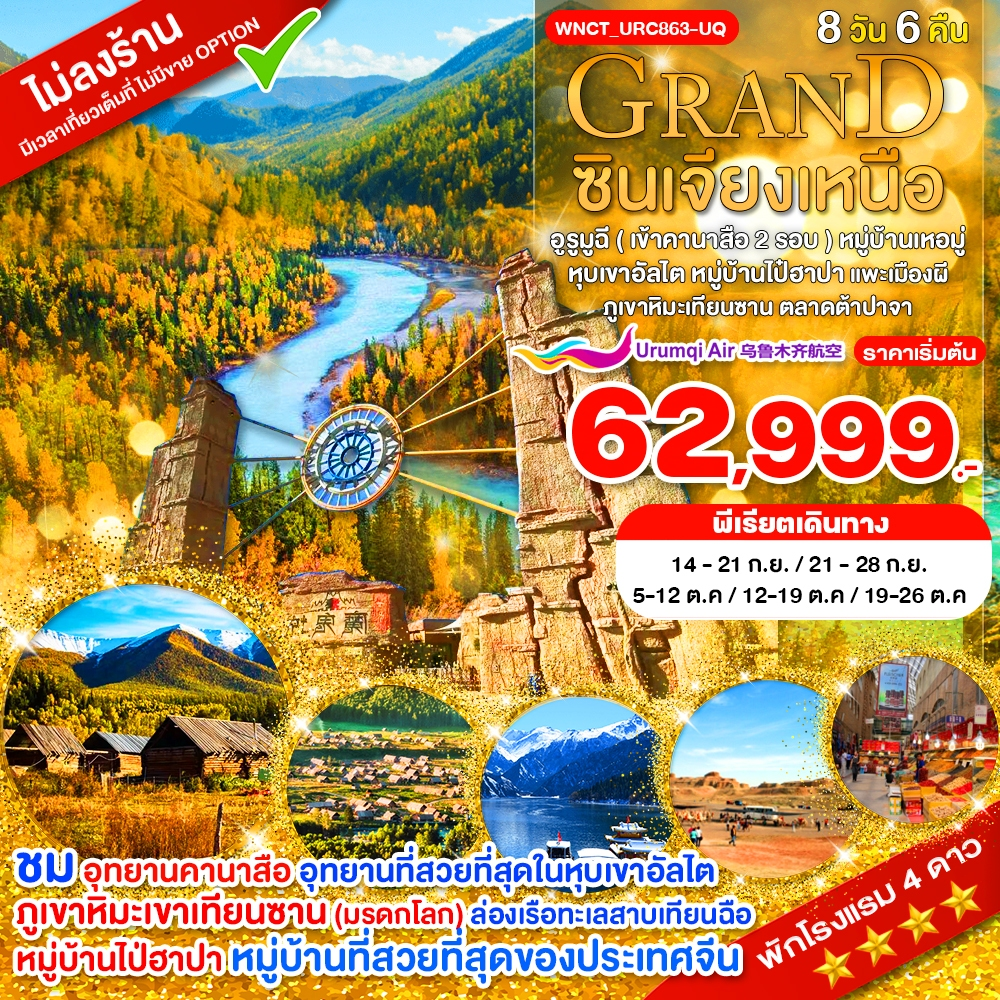 ไม่ลงร้าน
มีเวลาเที่ยวเต็มที่ ไม่มีขาย OPTION
WNCT_URC863-UQ
8 วัน 6 คืน
GRAND
ซินเจียงเหนือ
อูรูมูฉี ( เข้าคานาสือ 2 รอบ ) หมู่บ้านเหอมู่
หุบเขาอัลไต หมู่บ้านไป๋ฮาปา แพะเมืองผี
ภูเขาหิมะเทียนซาน ตลาดต้าปาจา
Urumqi Air 乌鲁木齐航空
ราคาเริ่มต้น
62,999.-
พีเรียตเดินทาง
14 - 21 ก.ย. / 21 - 28 ก.ย.
5-12 ต.ค / 12-19 ต.ค / 19-26 ต.ค
ชม อุทยานคานาสือ อุทยานที่สวยที่สุดในหุบเขาอัลไต
ภูเขาหิมะเขาเทียนซาน (มรดกโลก) ล่องเรือทะเลสาบเทียนฉือ
หมู่บ้านไป่ฮาปา หมู่บ้านที่สวยที่สุดของประเทศจีน
พักโรงแรม 4 ดาว